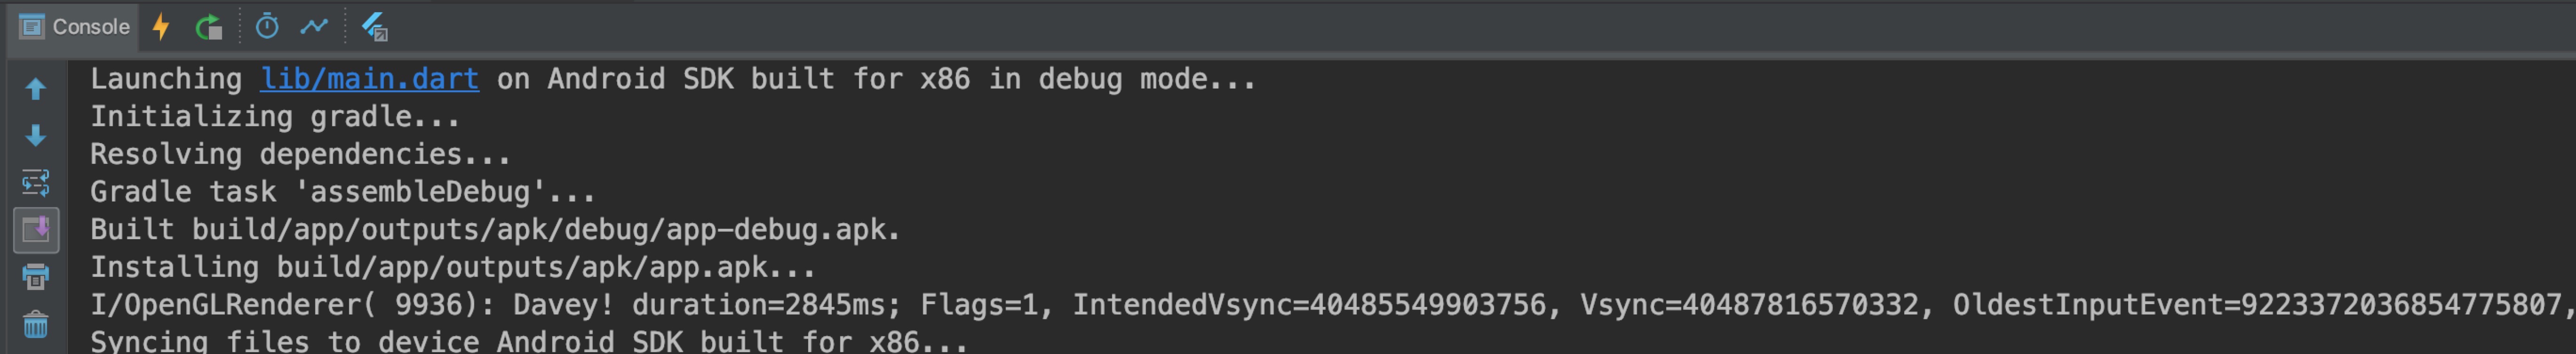 Console
Launching lib/main.dart on Android SDK built for x86 in debug mode...
Initializing gradle...
Resolving dependencies...
Gradle task 'assembleDebug'...
Built build/app/outputs/apk/debug/app-debug.apk.
Installing build/app/outputs/apk/app.apk...
I/OpenGLRenderer( 9936): Davey! duration=2845ms; Flags=1, IntendedVsync=40485549903756, Vsync=40487816570332, OldestInputEvent=9223372036854775807,
Syncing files to device Android SDK built for x86...